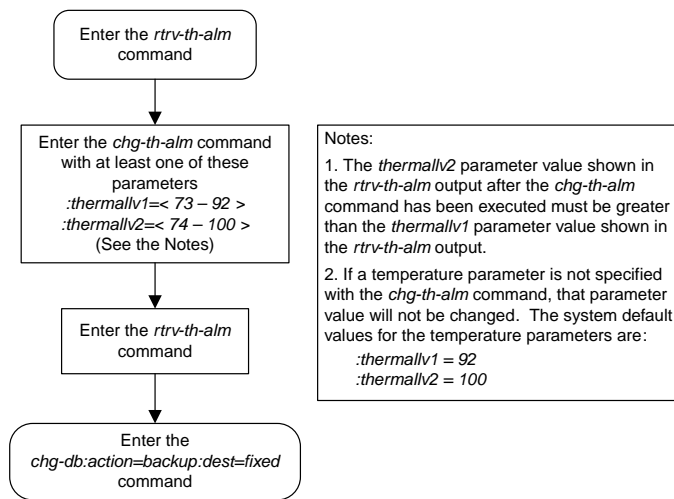 Enter the rtrv-th-alm
command
Enter the chg-th-alm command
with at least one of these
parameters
:thermallv1=< 73 – 92 >
:thermallv2=< 74 – 100 >
(See the Notes)
Enter the rtrv-th-alm
command
Enter the
chg-db:action=backup:dest=fixed
command
Notes:
1. The thermallv2 parameter value shown in
the rtrv-th-alm output after the chg-th-alm
command has been executed must be greater
than the thermallv1 parameter value shown in
the rtrv-th-alm output.
2. If a temperature parameter is not specified
with the chg-th-alm command, that parameter
value will not be changed.  The system default
values for the temperature parameters are:
:thermallv1 = 92
:thermallv2 = 100